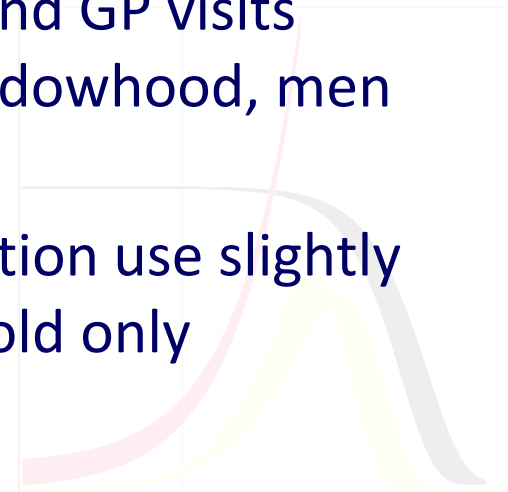 nd GP visits
dowhood, men
tion use slightly
old only